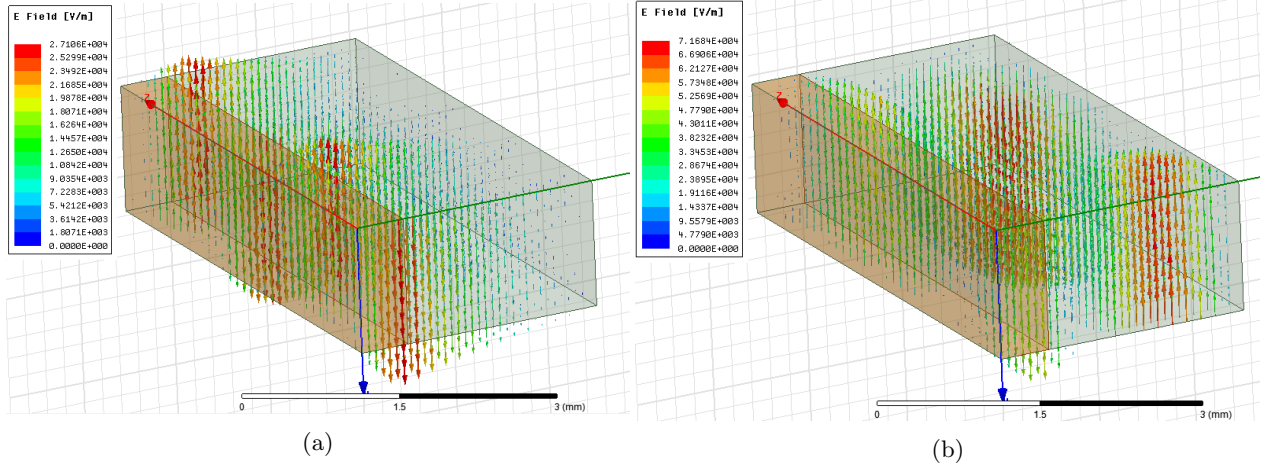 E Field [V/m]
2.7106E+004
2.5299E+004
2.3492E+004
2.1685E+004
1.9878E+004
1.8071E+004
1.6264E+004
1.4457E+004
1.2650E+004
1.0842E+004
9.0354E+003
7.2283E+003
5.4212E+003
3.6142E+003
1.8071E+003
0.0000E+000
Z
0
1.5
3 (mm)
(a)
E Field [V/m]
7.1684E+004
6.6906E+004
6.2127E+004
5.7348E+004
5.2569E+004
4.7790E+004
4.3011E+004
3.8232E+004
3.3453E+004
2.8674E+004
2.3895E+004
1.9116E+004
1.4337E+004
9.5579E+003
4.7790E+003
0.0000E+000
Z
0
1.5
3 (mm)
(b)